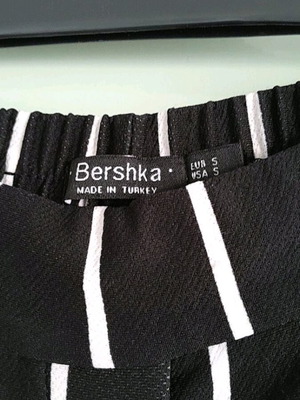 · Bershka ·
MADE IN TURKEY
EUR S
USA S